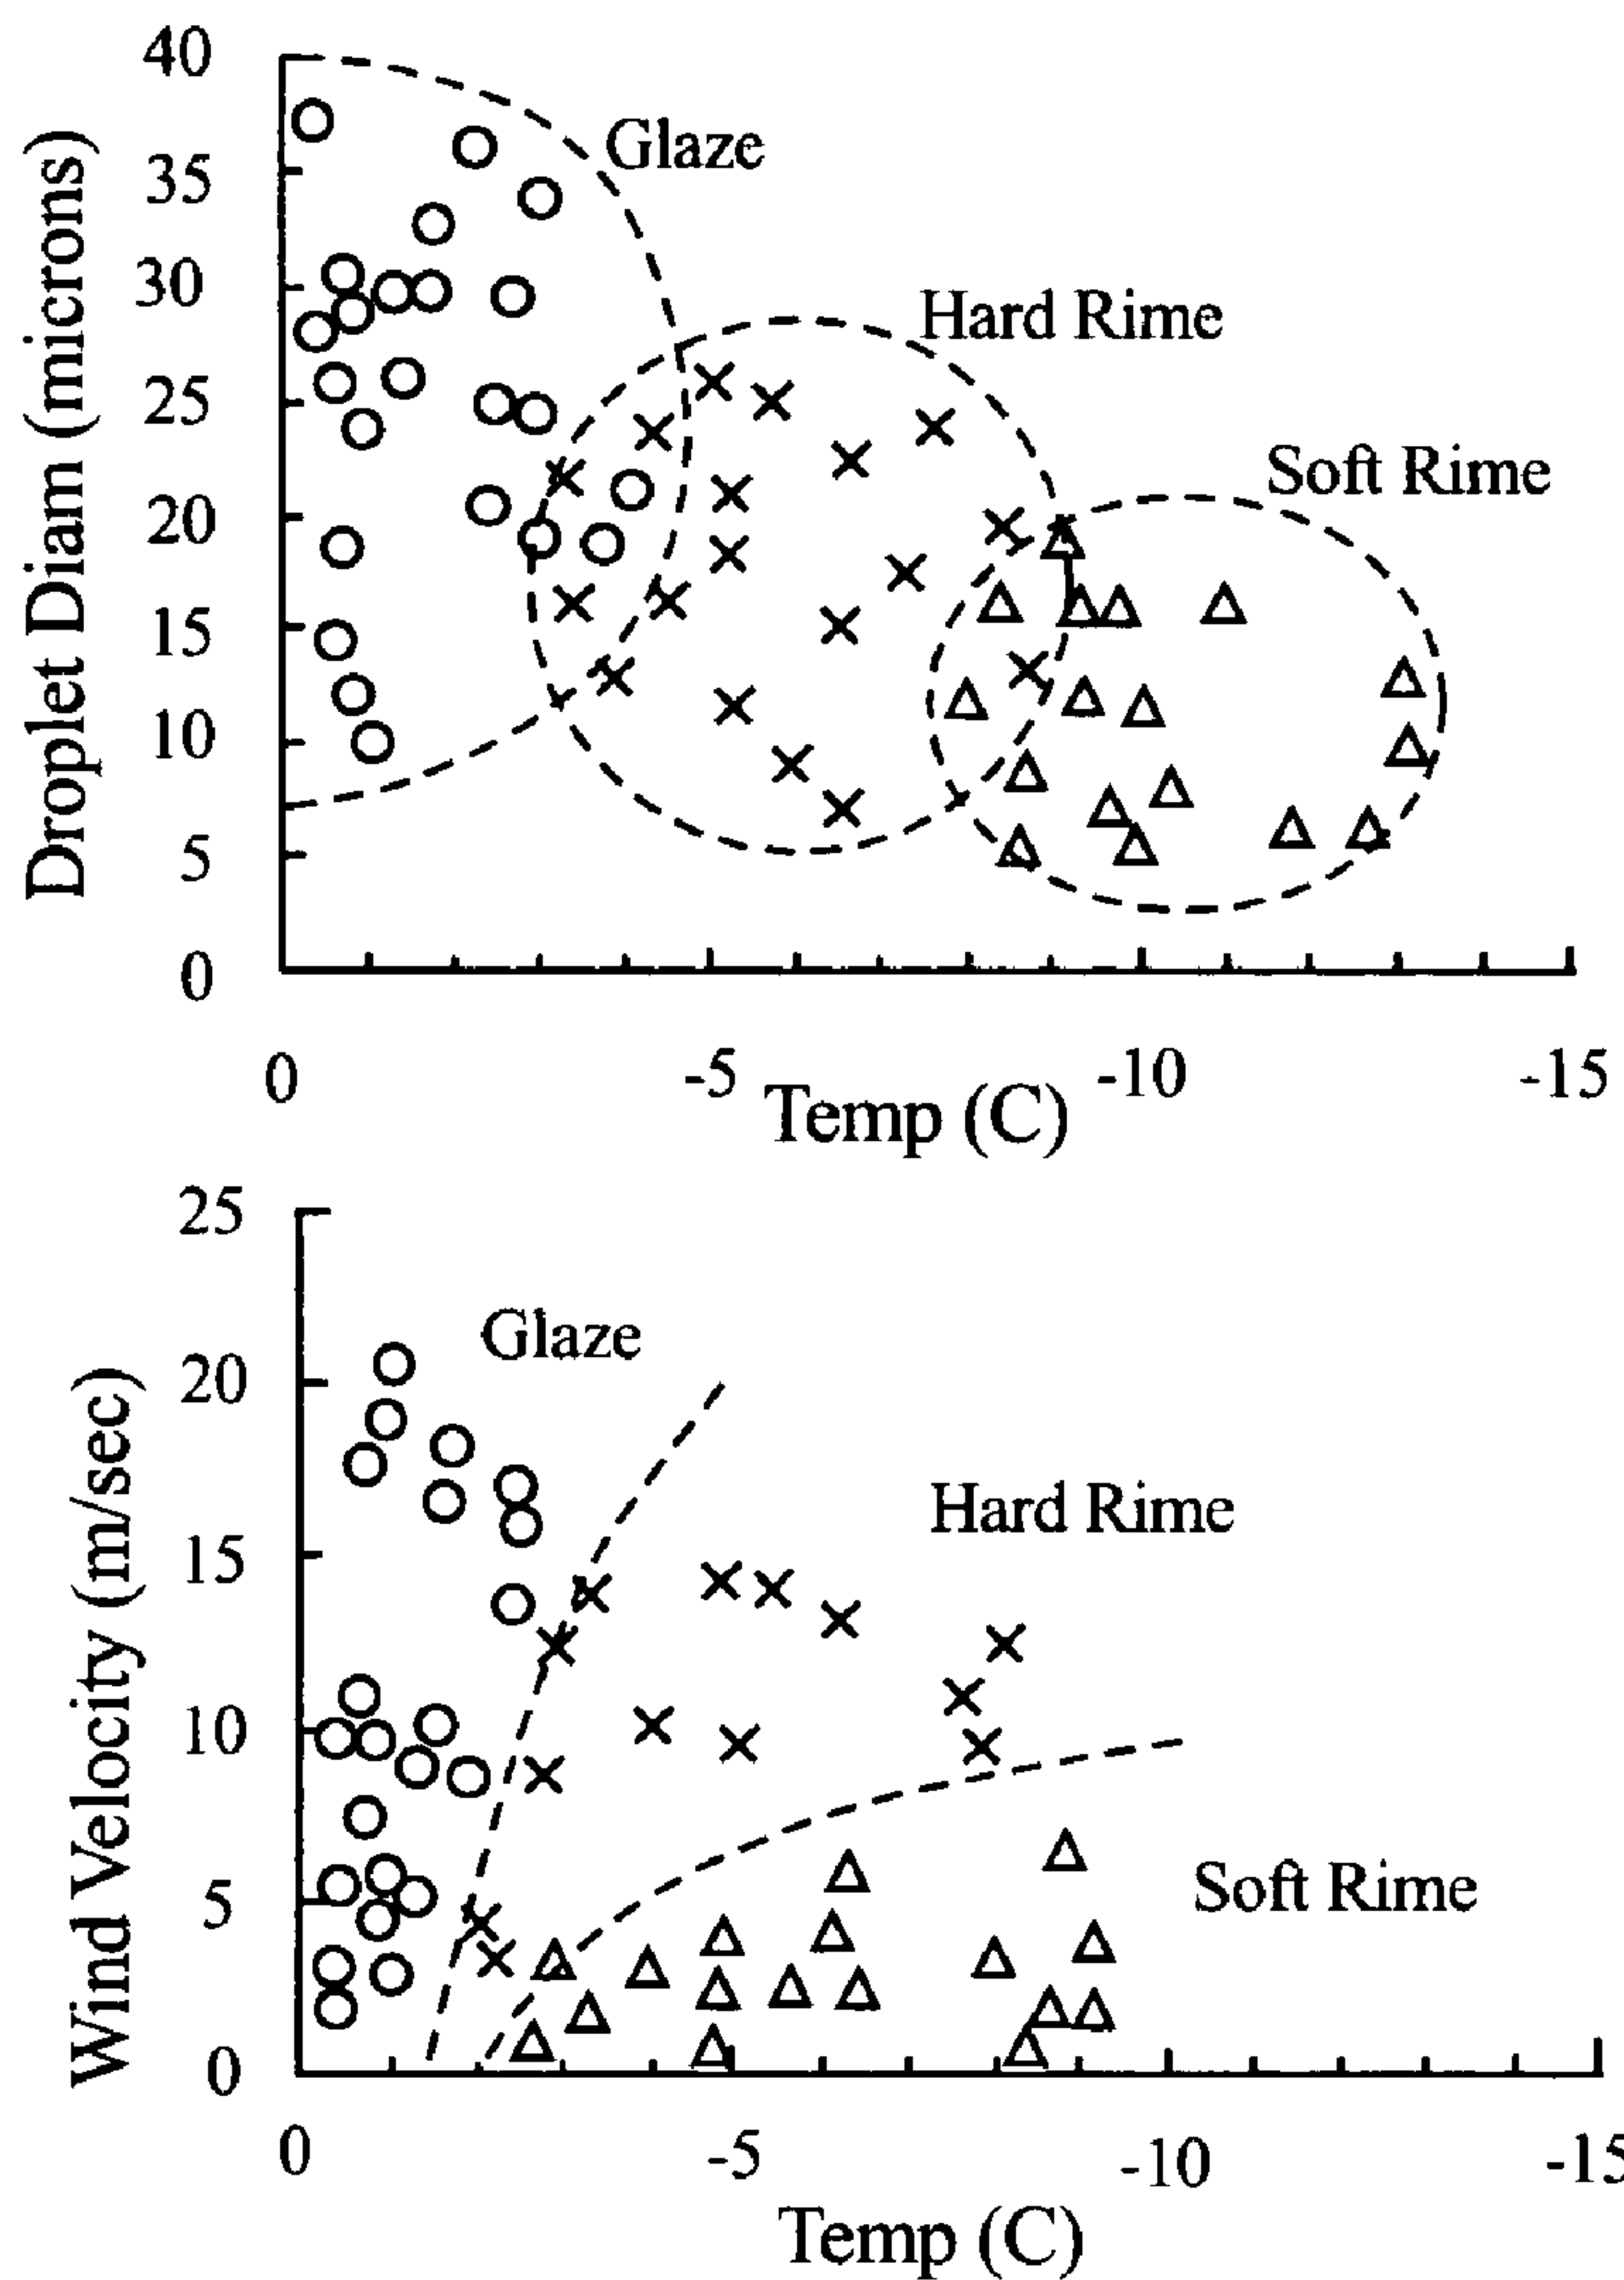 40
Glaze
35
Hard Rime
30
25
Soft Rime
20
15
10
5
0
Droplet Diam (microns)
0 -5 -10 -15
Temp (C)
25
Glaze
20
Hard Rime
15
10
Soft Rime
5
0
Wind Velocity (m/sec)
0 -5 -10 -15
Temp (C)